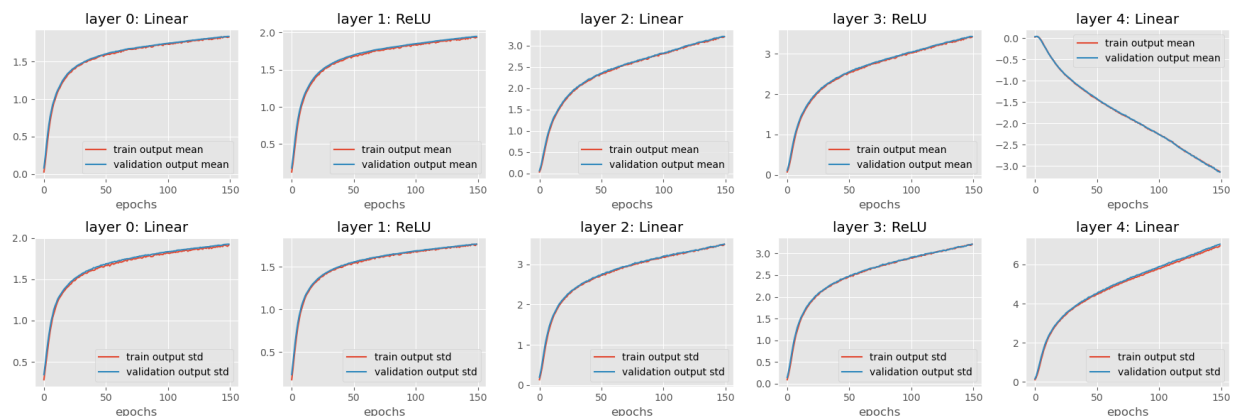 layer 0: Linear
1.5
1.0
0.5
0.0
train output mean
validation output mean
0
50
100
150
epochs
layer 1: ReLU
2.0
1.5
1.0
0.5
train output mean
validation output mean
0
50
100
150
epochs
layer 2: Linear
3.0
2.5
2.0
1.5
1.0
0.5
0.0
train output mean
validation output mean
0
50
100
150
epochs
layer 3: ReLU
3
2
1
0
train output mean
validation output mean
0
50
100
150
epochs
layer 4: Linear
0.0
−0.5
−1.0
−1.5
−2.0
−2.5
−3.0
train output mean
validation output mean
0
50
100
150
epochs
layer 0: Linear
2.0
1.5
1.0
0.5
train output std
validation output std
0
50
100
150
epochs
layer 1: ReLU
2.0
1.5
1.0
0.5
train output std
validation output std
0
50
100
150
epochs
layer 2: Linear
3
2
1
0
train output std
validation output std
0
50
100
150
epochs
layer 3: ReLU
3.0
2.5
2.0
1.5
1.0
0.5
0.0
train output std
validation output std
0
50
100
150
epochs
layer 4: Linear
6
4
2
0
train output std
validation output std
0
50
100
150
epochs